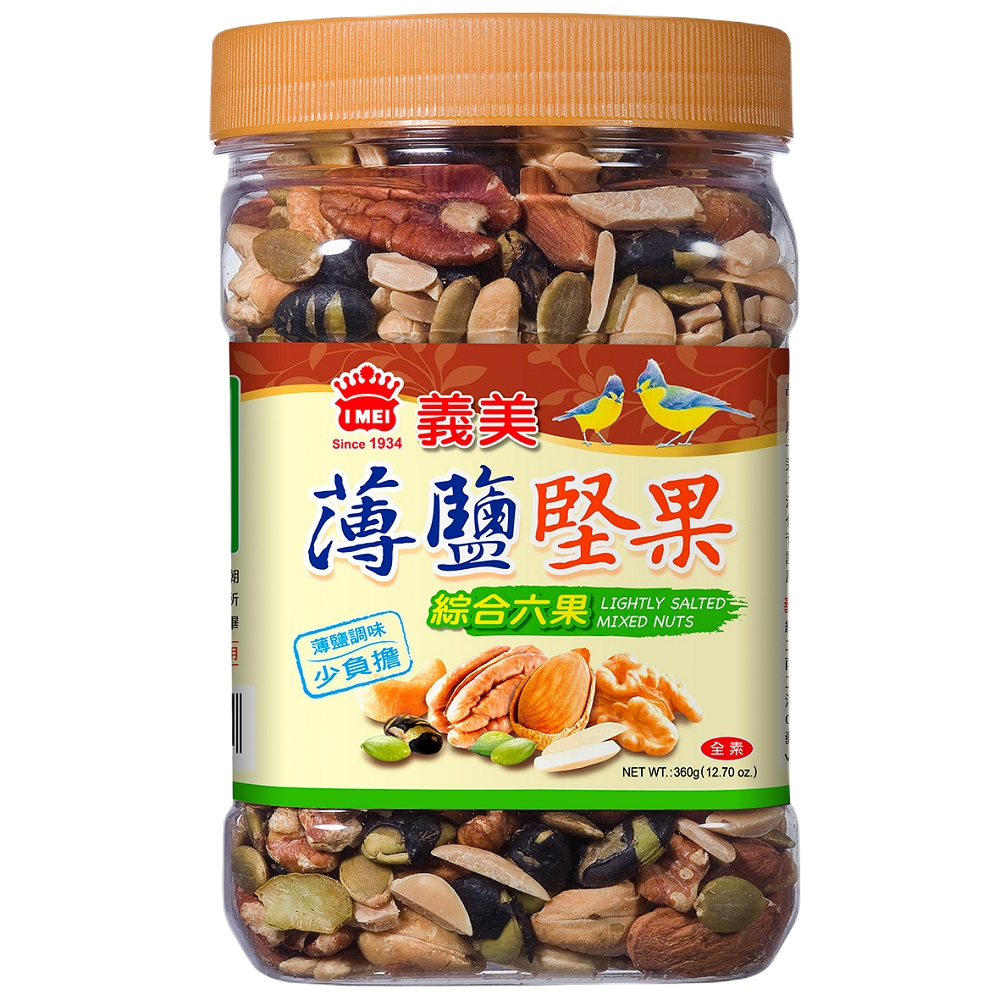 I MEI
Since 1934
義美
薄鹽堅果
綜合六果
LIGHTLY SALTED
MIXED NUTS
薄鹽調味
少負擔
全素
NET WT.:360g(12.70 oz.)